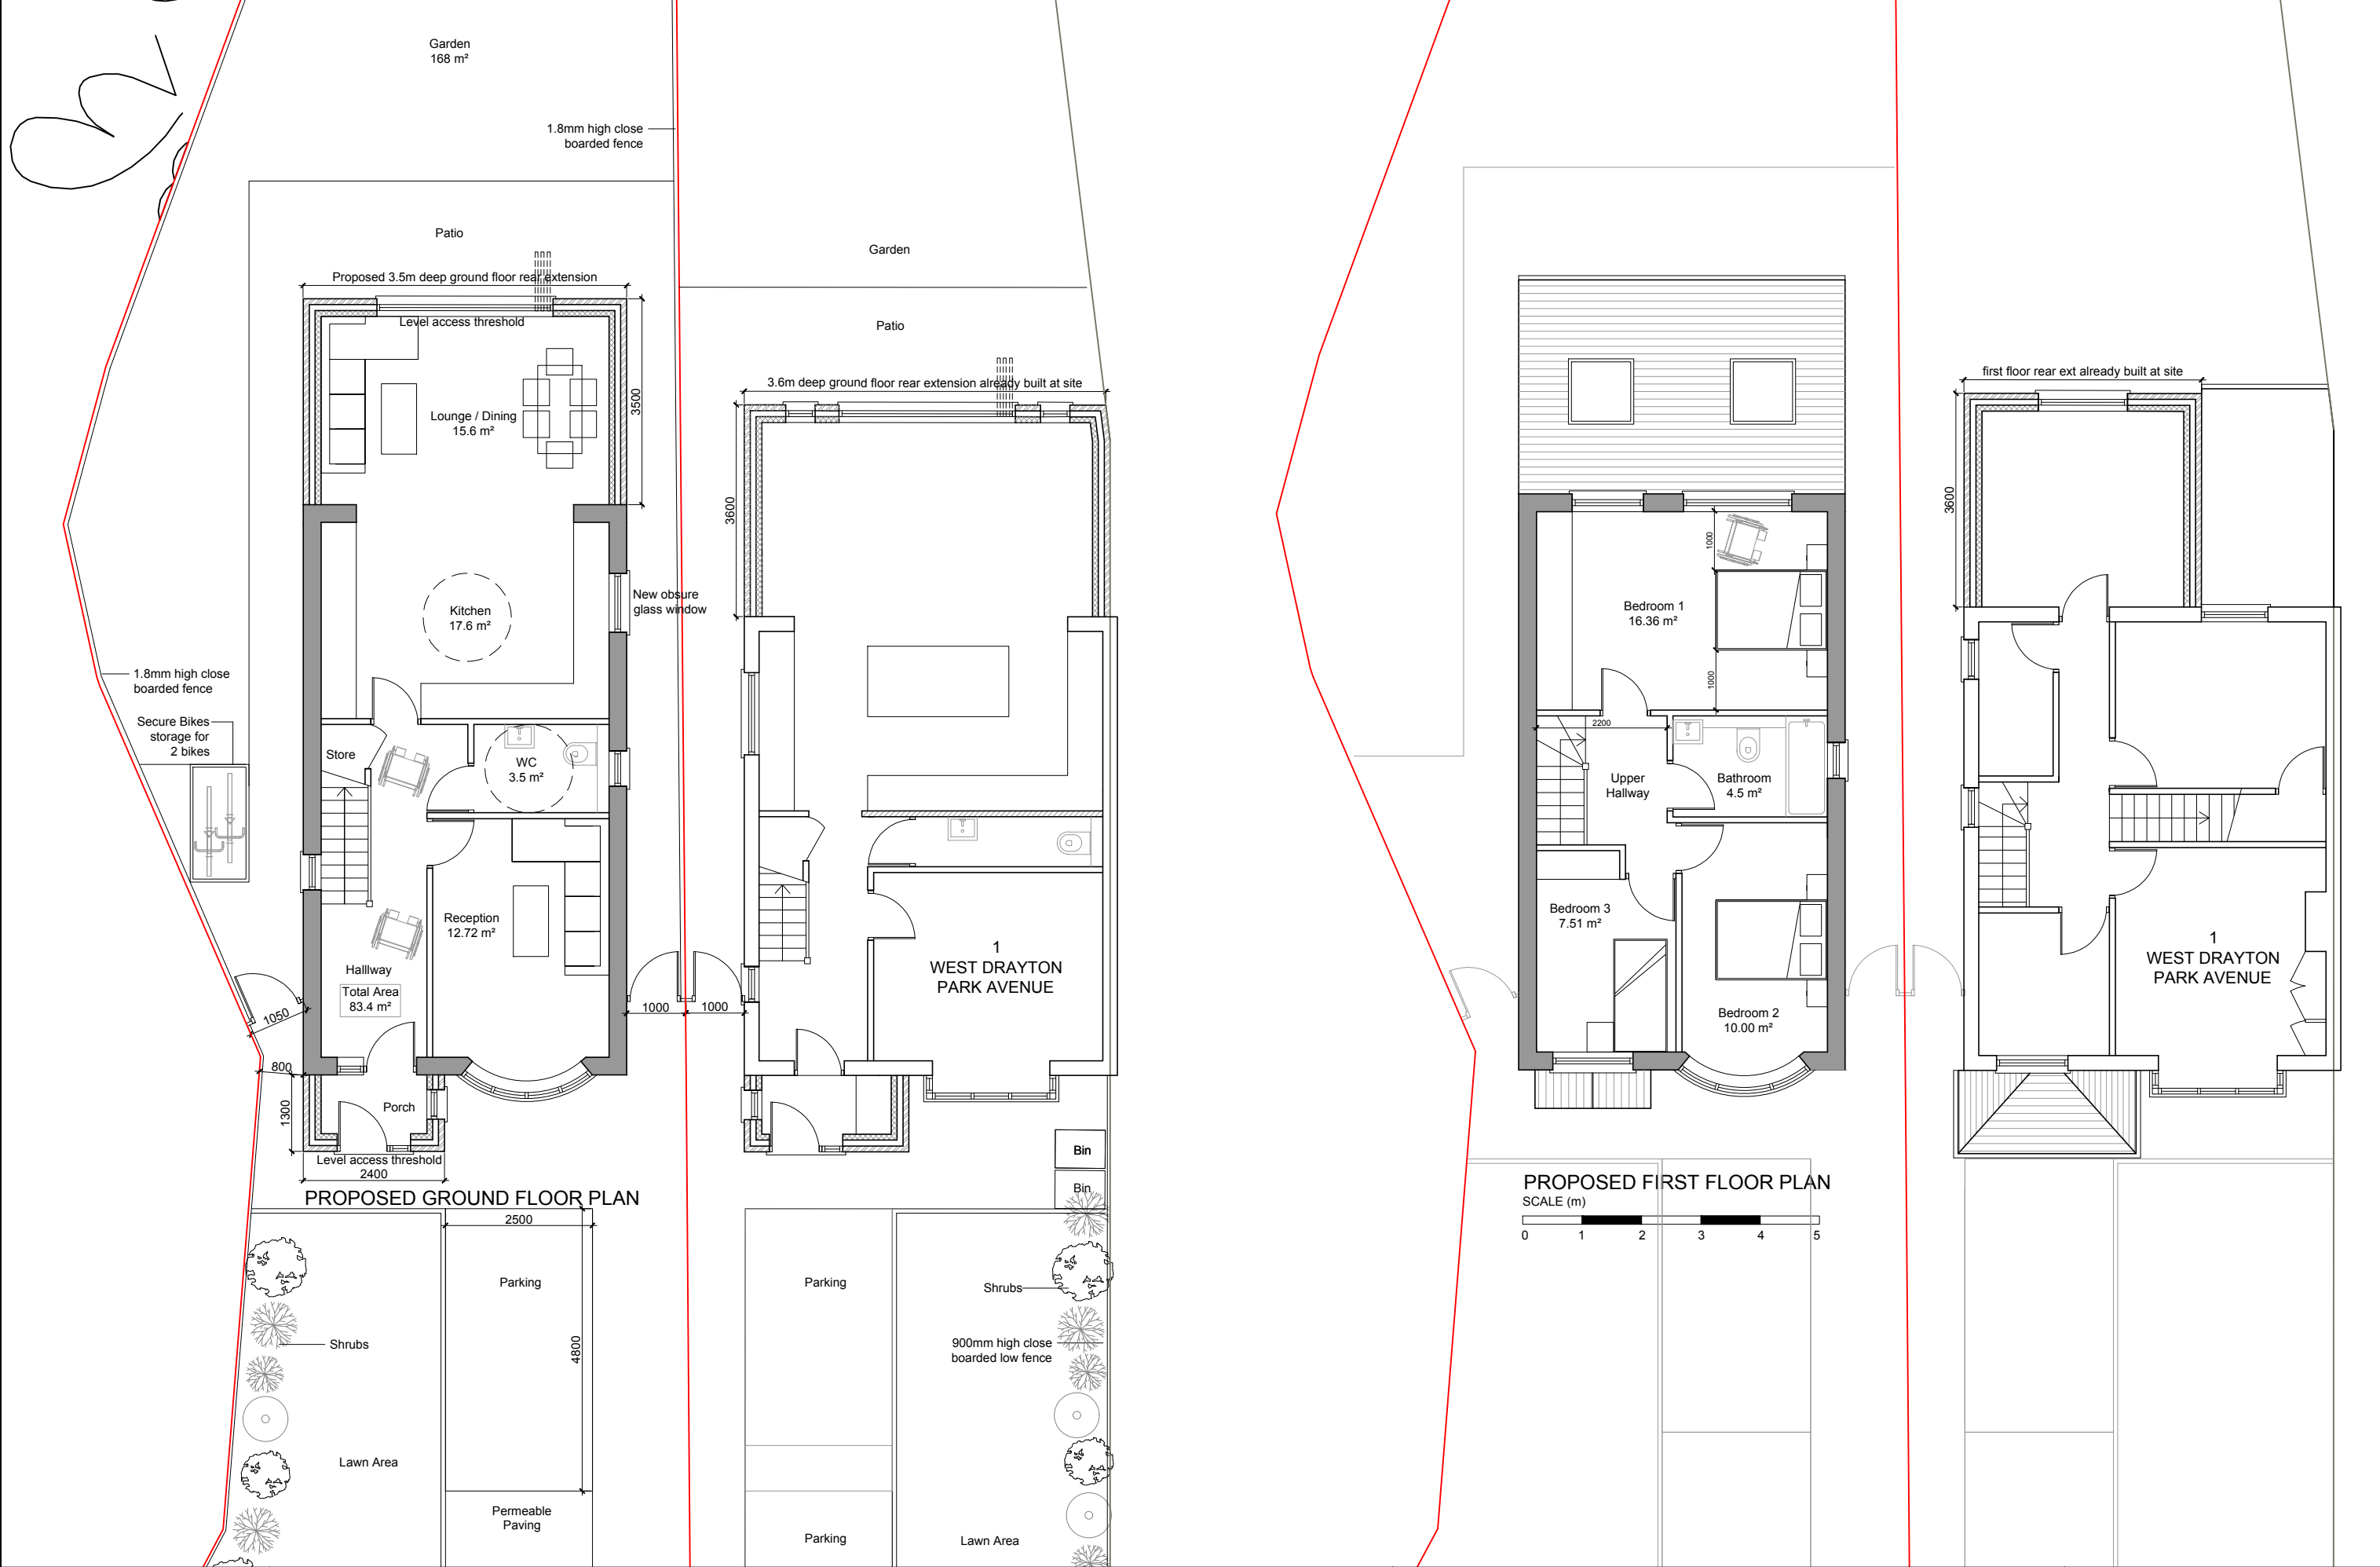 Garden
168 m²
1.8mm high close
boarded fence
Patio
Proposed 3.5m deep ground floor rear extension
Level access threshold
Lounge / Dining
15.6 m²
3500
Kitchen
17.6 m²
New obsure
glass window
1.8mm high close
boarded fence
Secure Bikes
storage for
2 bikes
Store
WC
3.5 m²
Reception
12.72 m²
Halllway
Total Area
83.4 m²
1050
800
1300
Porch
Level access threshold
2400
1000
1000
PROPOSED GROUND FLOOR PLAN
2500
Parking
4800
Shrubs
Lawn Area
Permeable
Paving
Garden
Patio
3.6m deep ground floor rear extension already built at site
3600
1
WEST DRAYTON
PARK AVENUE
Bin
Bin
Parking
Shrubs
900mm high close
boarded low fence
Parking
Lawn Area
Bedroom 1
16.36 m²
1000
1000
2200
Upper
Hallway
Bathroom
4.5 m²
Bedroom 3
7.51 m²
Bedroom 2
10.00 m²
PROPOSED FIRST FLOOR PLAN
SCALE (m)
0 1 2 3 4 5
first floor rear ext already built at site
3600
1
WEST DRAYTON
PARK AVENUE